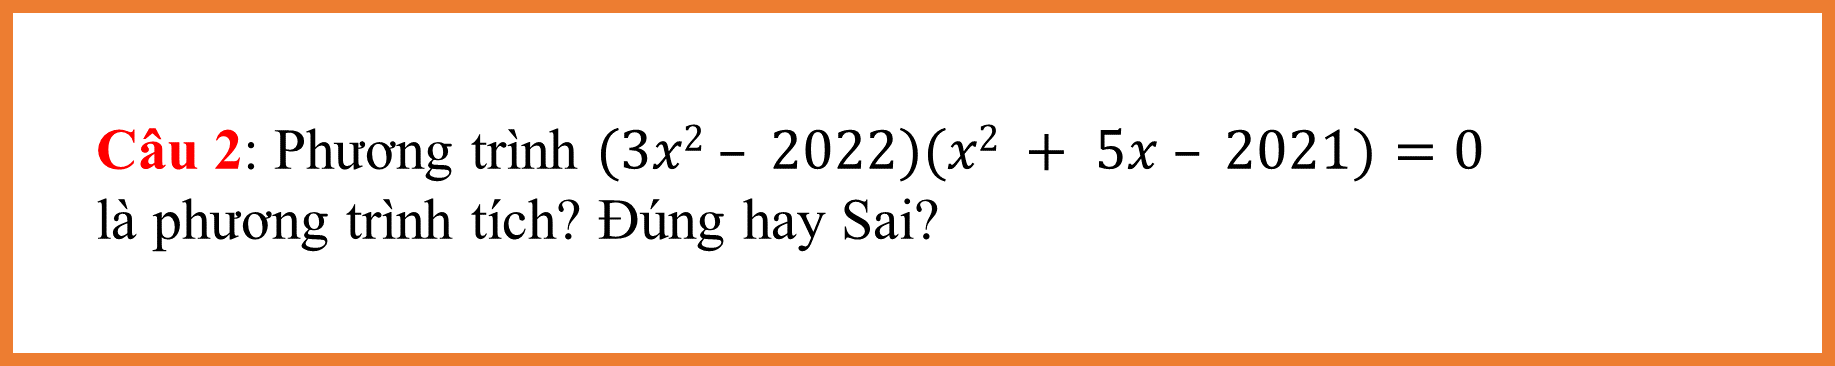 Câu 2: Phương trình (3x² – 2022)(x² + 5x – 2021) = 0
là phương trình tích? Đúng hay Sai?